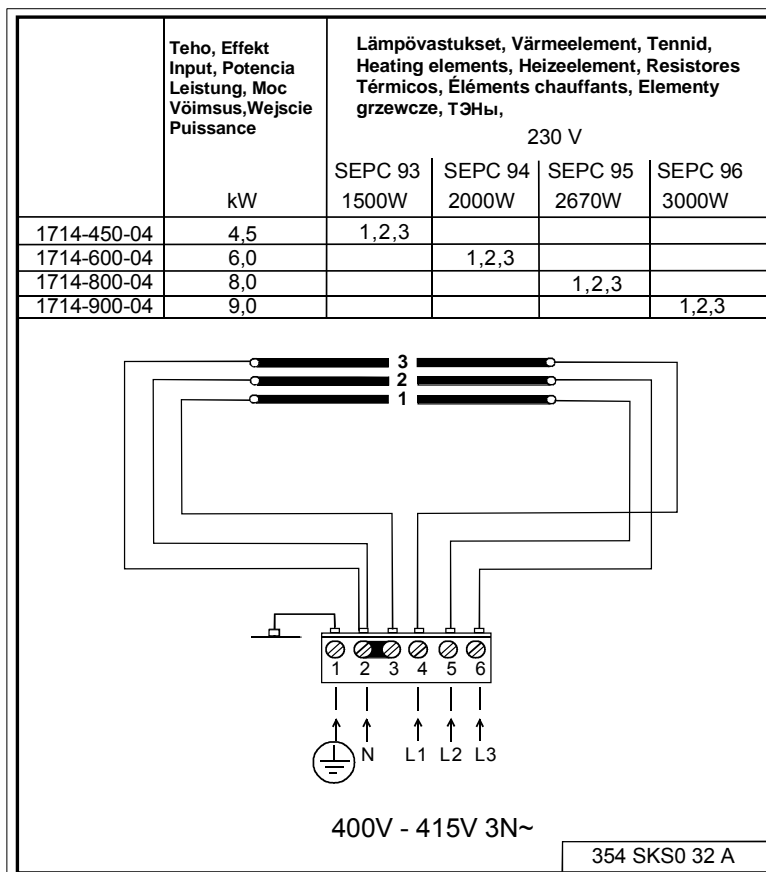 Teho, Effekt
Input, Potencia
Leistung, Moc
Vöimsus,Wejscie
Puissance
Lämpövastukset, Värmeelement, Tennid,
Heating elements, Heizeelement, Resistores
Térmicos, Éléments chauffants, Elementy
grzewcze, ТЭНы,
230 V
SEPC 93 SEPC 94 SEPC 95 SEPC 96
kW 1500W 2000W 2670W 3000W
1714-450-04 4,5 1,2,3
1714-600-04 6,0 1,2,3
1714-800-04 8,0 1,2,3
1714-900-04 9,0 1,2,3
3
2
1
1 2 3 4 5 6
N L1 L2 L3
400V - 415V 3N~
354 SKS0 32 A